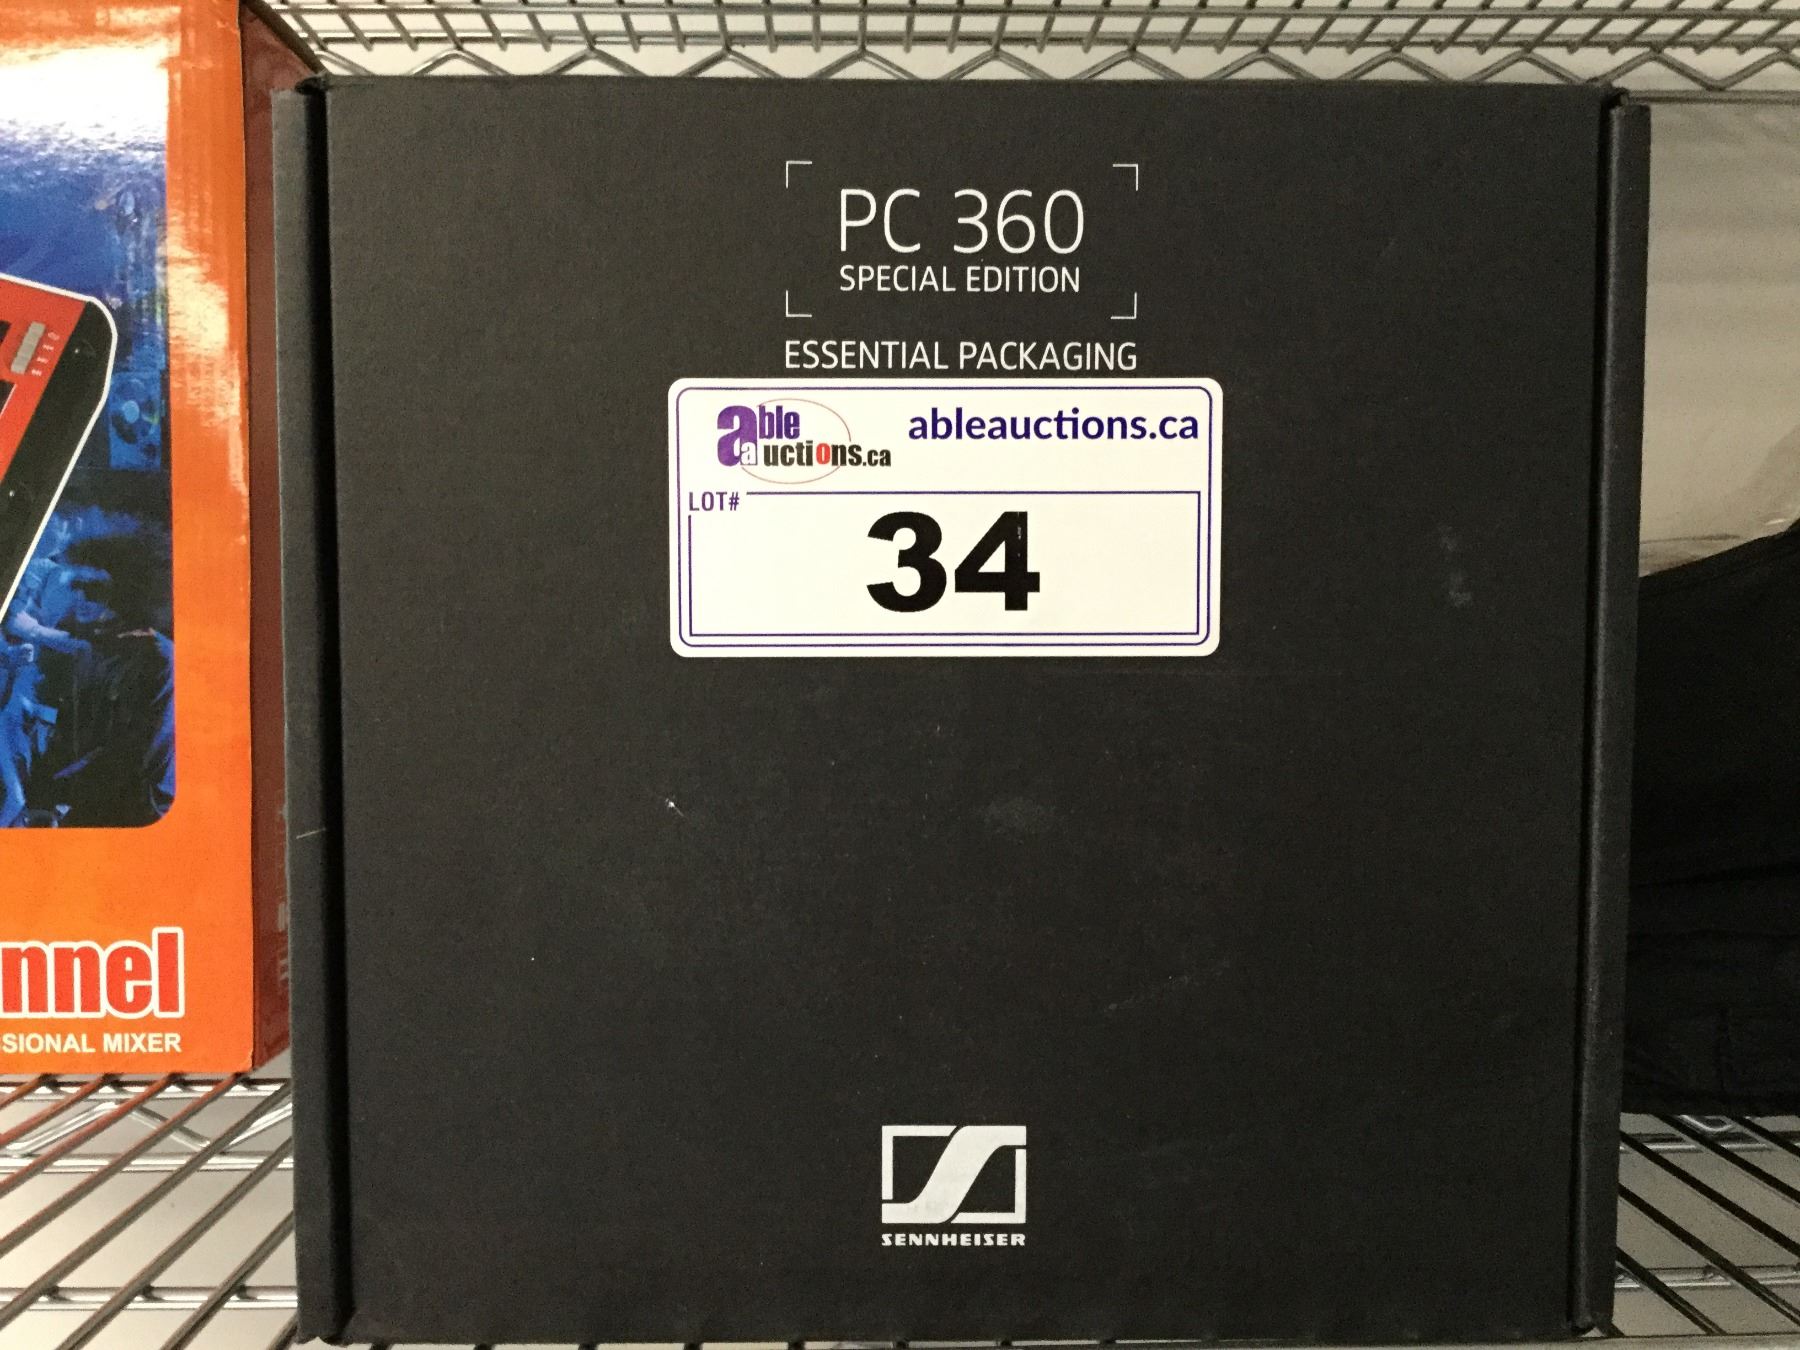 PC 360
SPECIAL EDITION
ESSENTIAL PACKAGING
able auctions.ca
ableauctions.ca
LOT#
34
SENNHEISER
nnel
SIONAL MIXER